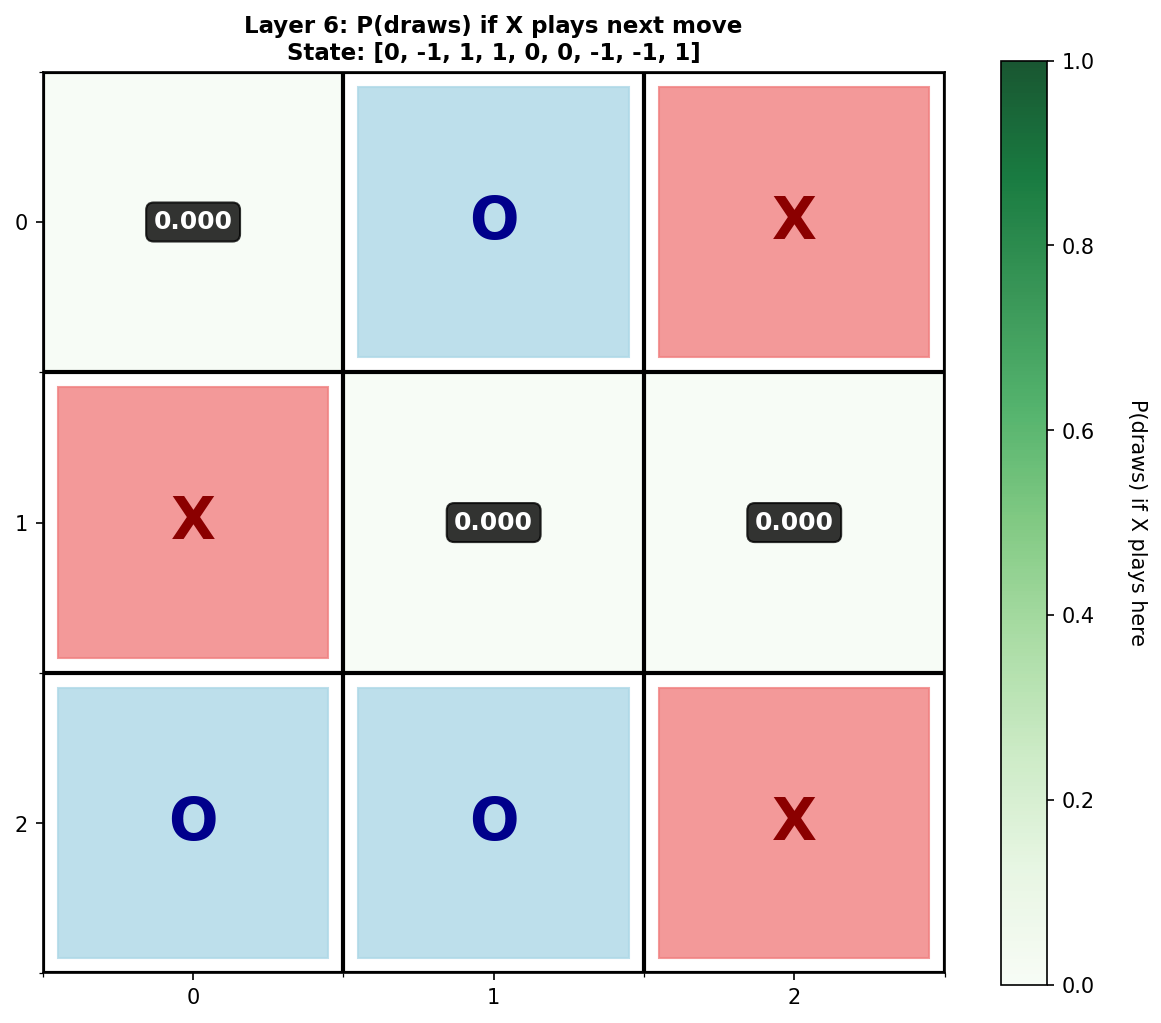 Layer 6: P(draws) if X plays next move
State: [0, -1, 1, 1, 0, 0, -1, -1, 1]
0
0.000
O
X
1
X
0.000
0.000
2
O
O
X
0
1
2
1.0
0.8
0.6
0.4
0.2
0.0
P(draws) if X plays here